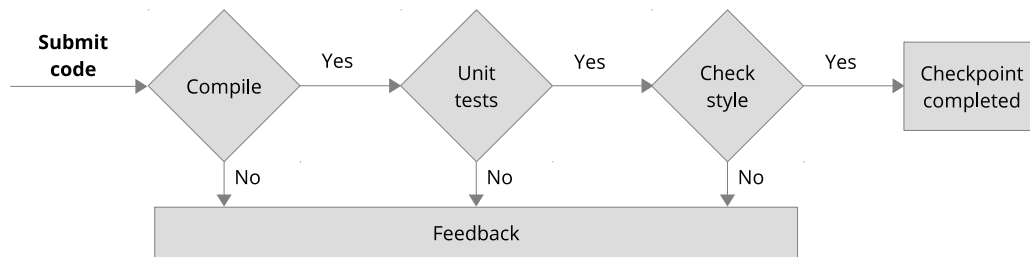 Submit
code
Compile
Yes
Unit
tests
Yes
Check
style
Yes
Checkpoint
completed
No
No
No
Feedback